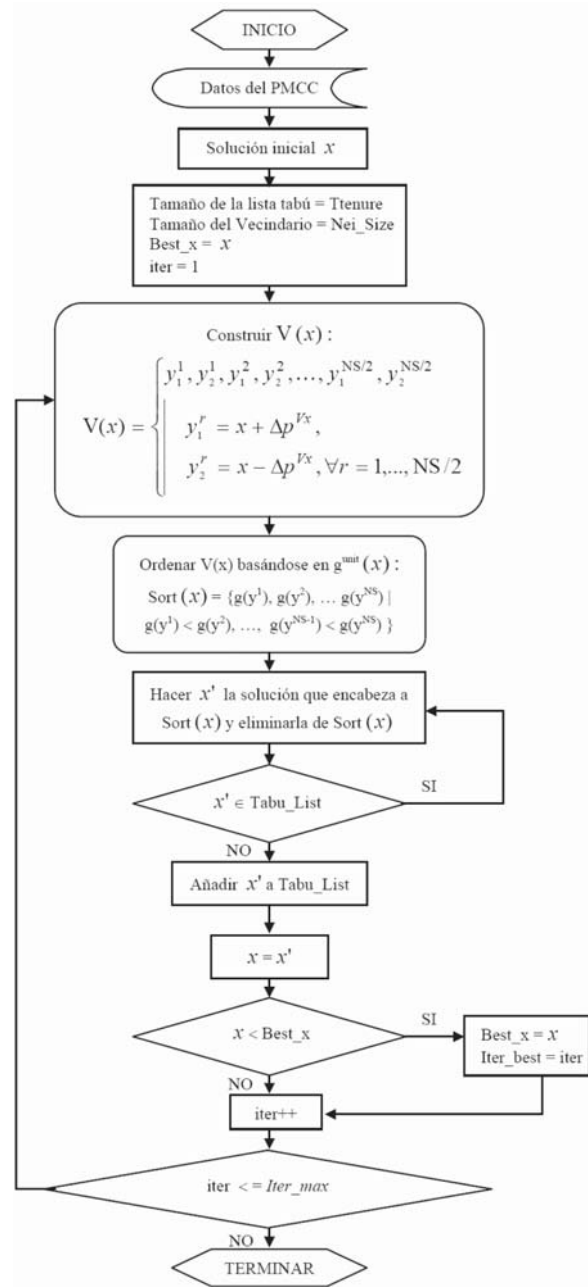 INICIO
Datos del PMCC
Solución inicial x
Tamaño de la lista tabú = Ttenure
Tamaño del Vecindario = Nei_Size
Best_x = x
iter = 1
Construir V(x) :
V(x) = { y₁¹, y₂¹, y₁², y₂², ..., y₁^{NS/2}, y₂^{NS/2}
| y₁^r = x + Δp^{Vx},
y₂^r = x − Δp^{Vx}, ∀r = 1,..., NS/2
Ordenar V(x) basándose en g^{unit}(x) :
Sort(x) = {g(y¹), g(y²), … g(y^{NS}) |
g(y¹) < g(y²), …, g(y^{NS-1}) < g(y^{NS}) }
Hacer x' la solución que encabeza a
Sort(x) y eliminarla de Sort(x)
x' ∈ Tabu_List
SI
NO
Añadir x' a Tabu_List
x = x'
x < Best_x
SI
Best_x = x
Iter_best = iter
NO
iter++
iter <= Iter_max
NO
TERMINAR